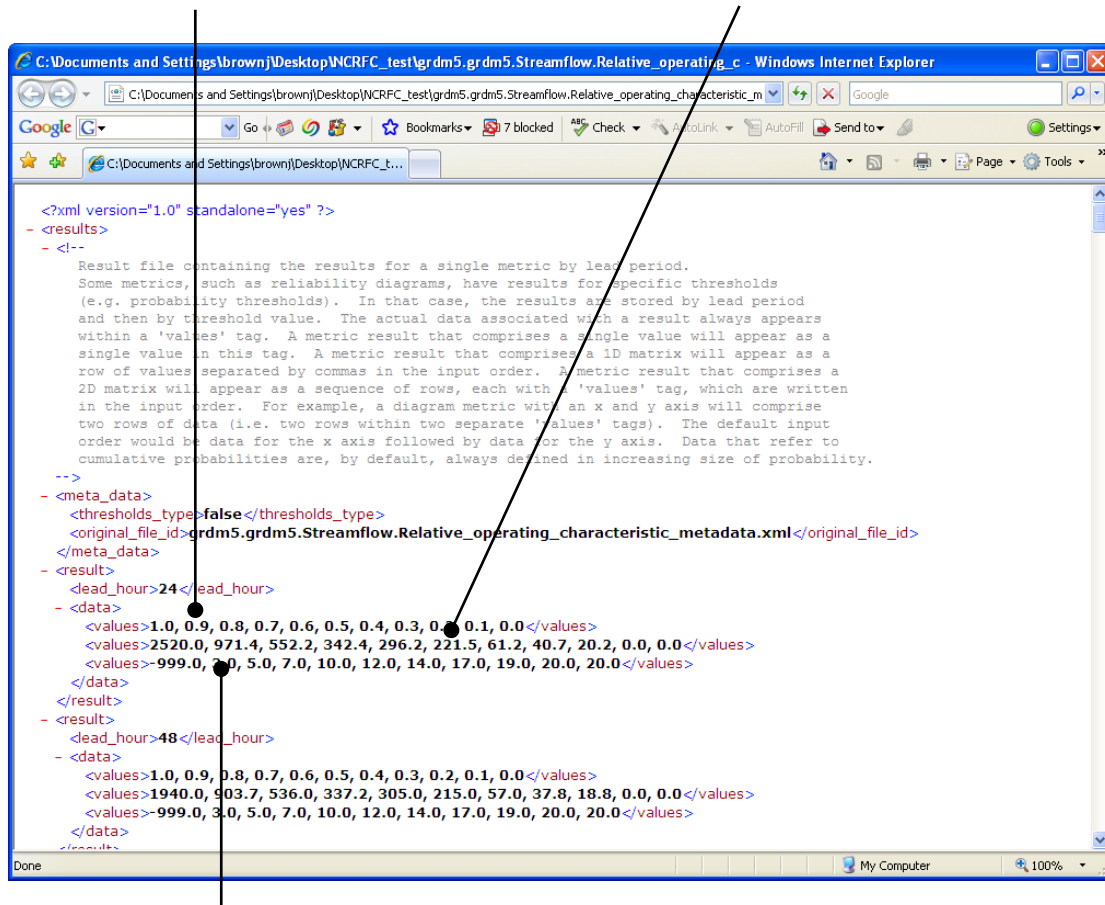 C:\Documents and Settings\brownj\Desktop\NCRFC_test\grdm5.grdm5.Streamflow.Relative_operating_c - Windows Internet Explorer
C:\Documents and Settings\brownj\Desktop\NCRFC_test\grdm5.grdm5.Streamflow.Relative_operating_characteristic_m Google
Google G Go Bookmarks 7 blocked ABC Check AutoLink AutoFill Send to Settings
C:\Documents and Settings\brownj\Desktop\NCRFC_t... Page Tools »
<?xml version="1.0" standalone="yes" ?>
- <results>
- <!--
Result file containing the results for a single metric by lead period.
Some metrics, such as reliability diagrams, have results for specific thresholds
(e.g. probability thresholds). In that case, the results are stored by lead period
and then by threshold value. The actual data associated with a result always appears
within a 'values' tag. A metric result that comprises a single value will appear as a
single value in this tag. A metric result that comprises a 1D matrix will appear as a
row of values separated by commas in the input order. A metric result that comprises a
2D matrix will appear as a sequence of rows, each with a 'values' tag, which are written
in the input order. For example, a diagram metric with an x and y axis will comprise
two rows of data (i.e. two rows within two separate 'values' tags). The default input
order would be data for the x axis followed by data for the y axis. Data that refer to
cumulative probabilities are, by default, always defined in increasing size of probability.
-->
- <meta_data>
<thresholds_type>false</thresholds_type>
<original_file_id>grdm5.grdm5.Streamflow.Relative_operating_characteristic_metadata.xml</original_file_id>
</meta_data>
- <result>
<lead_hour>24</lead_hour>
- <data>
<values>1.0, 0.9, 0.8, 0.7, 0.6, 0.5, 0.4, 0.3, 0.2, 0.1, 0.0</values>
<values>2520.0, 971.4, 552.2, 342.4, 296.2, 221.5, 61.2, 40.7, 20.2, 0.0, 0.0</values>
<values>-999.0, 3.0, 5.0, 7.0, 10.0, 12.0, 14.0, 17.0, 19.0, 20.0, 20.0</values>
</data>
</result>
- <result>
<lead_hour>48</lead_hour>
- <data>
<values>1.0, 0.9, 0.8, 0.7, 0.6, 0.5, 0.4, 0.3, 0.2, 0.1, 0.0</values>
<values>1940.0, 903.7, 536.0, 337.2, 305.0, 215.0, 57.0, 37.8, 18.8, 0.0, 0.0</values>
<values>-999.0, 3.0, 5.0, 7.0, 10.0, 12.0, 14.0, 17.0, 19.0, 20.0, 20.0</values>
</data>
</result>
Done My Computer 100%